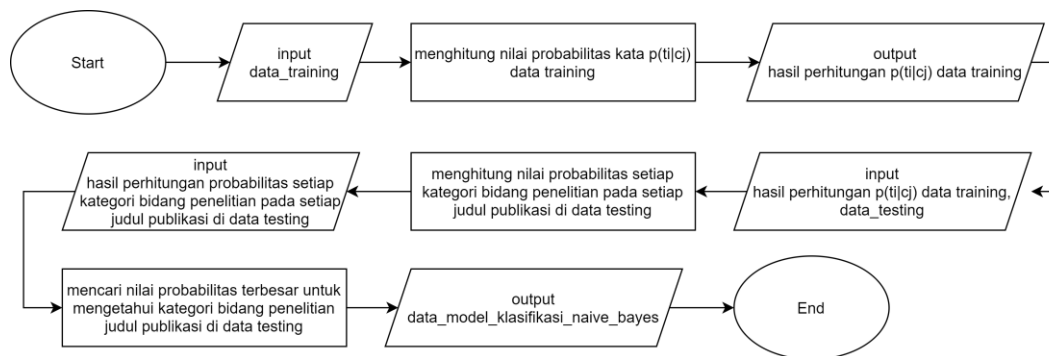 Start
input
data_training
menghitung nilai probabilitas kata p(ti|cj)
data training
output
hasil perhitungan p(ti|cj) data training
input
hasil perhitungan p(ti|cj) data training,
data_testing
menghitung nilai probabilitas setiap
kategori bidang penelitian pada setiap
judul publikasi di data testing
input
hasil perhitungan probabilitas setiap
kategori bidang penelitian pada setiap
judul publikasi di data testing
mencari nilai probabilitas terbesar untuk
mengetahui kategori bidang penelitian
judul publikasi di data testing
output
data_model_klasifikasi_naive_bayes
End